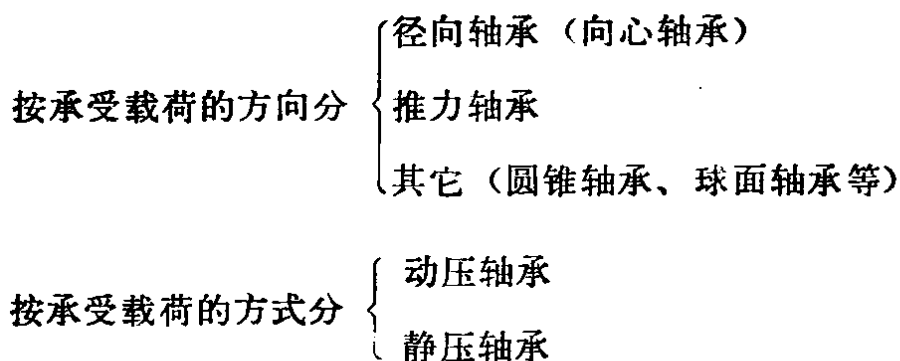 径向轴承（向心轴承）
按承受载荷的方向分
推力轴承
其它（圆锥轴承、球面轴承等）
动压轴承
按承受载荷的方式分
静压轴承